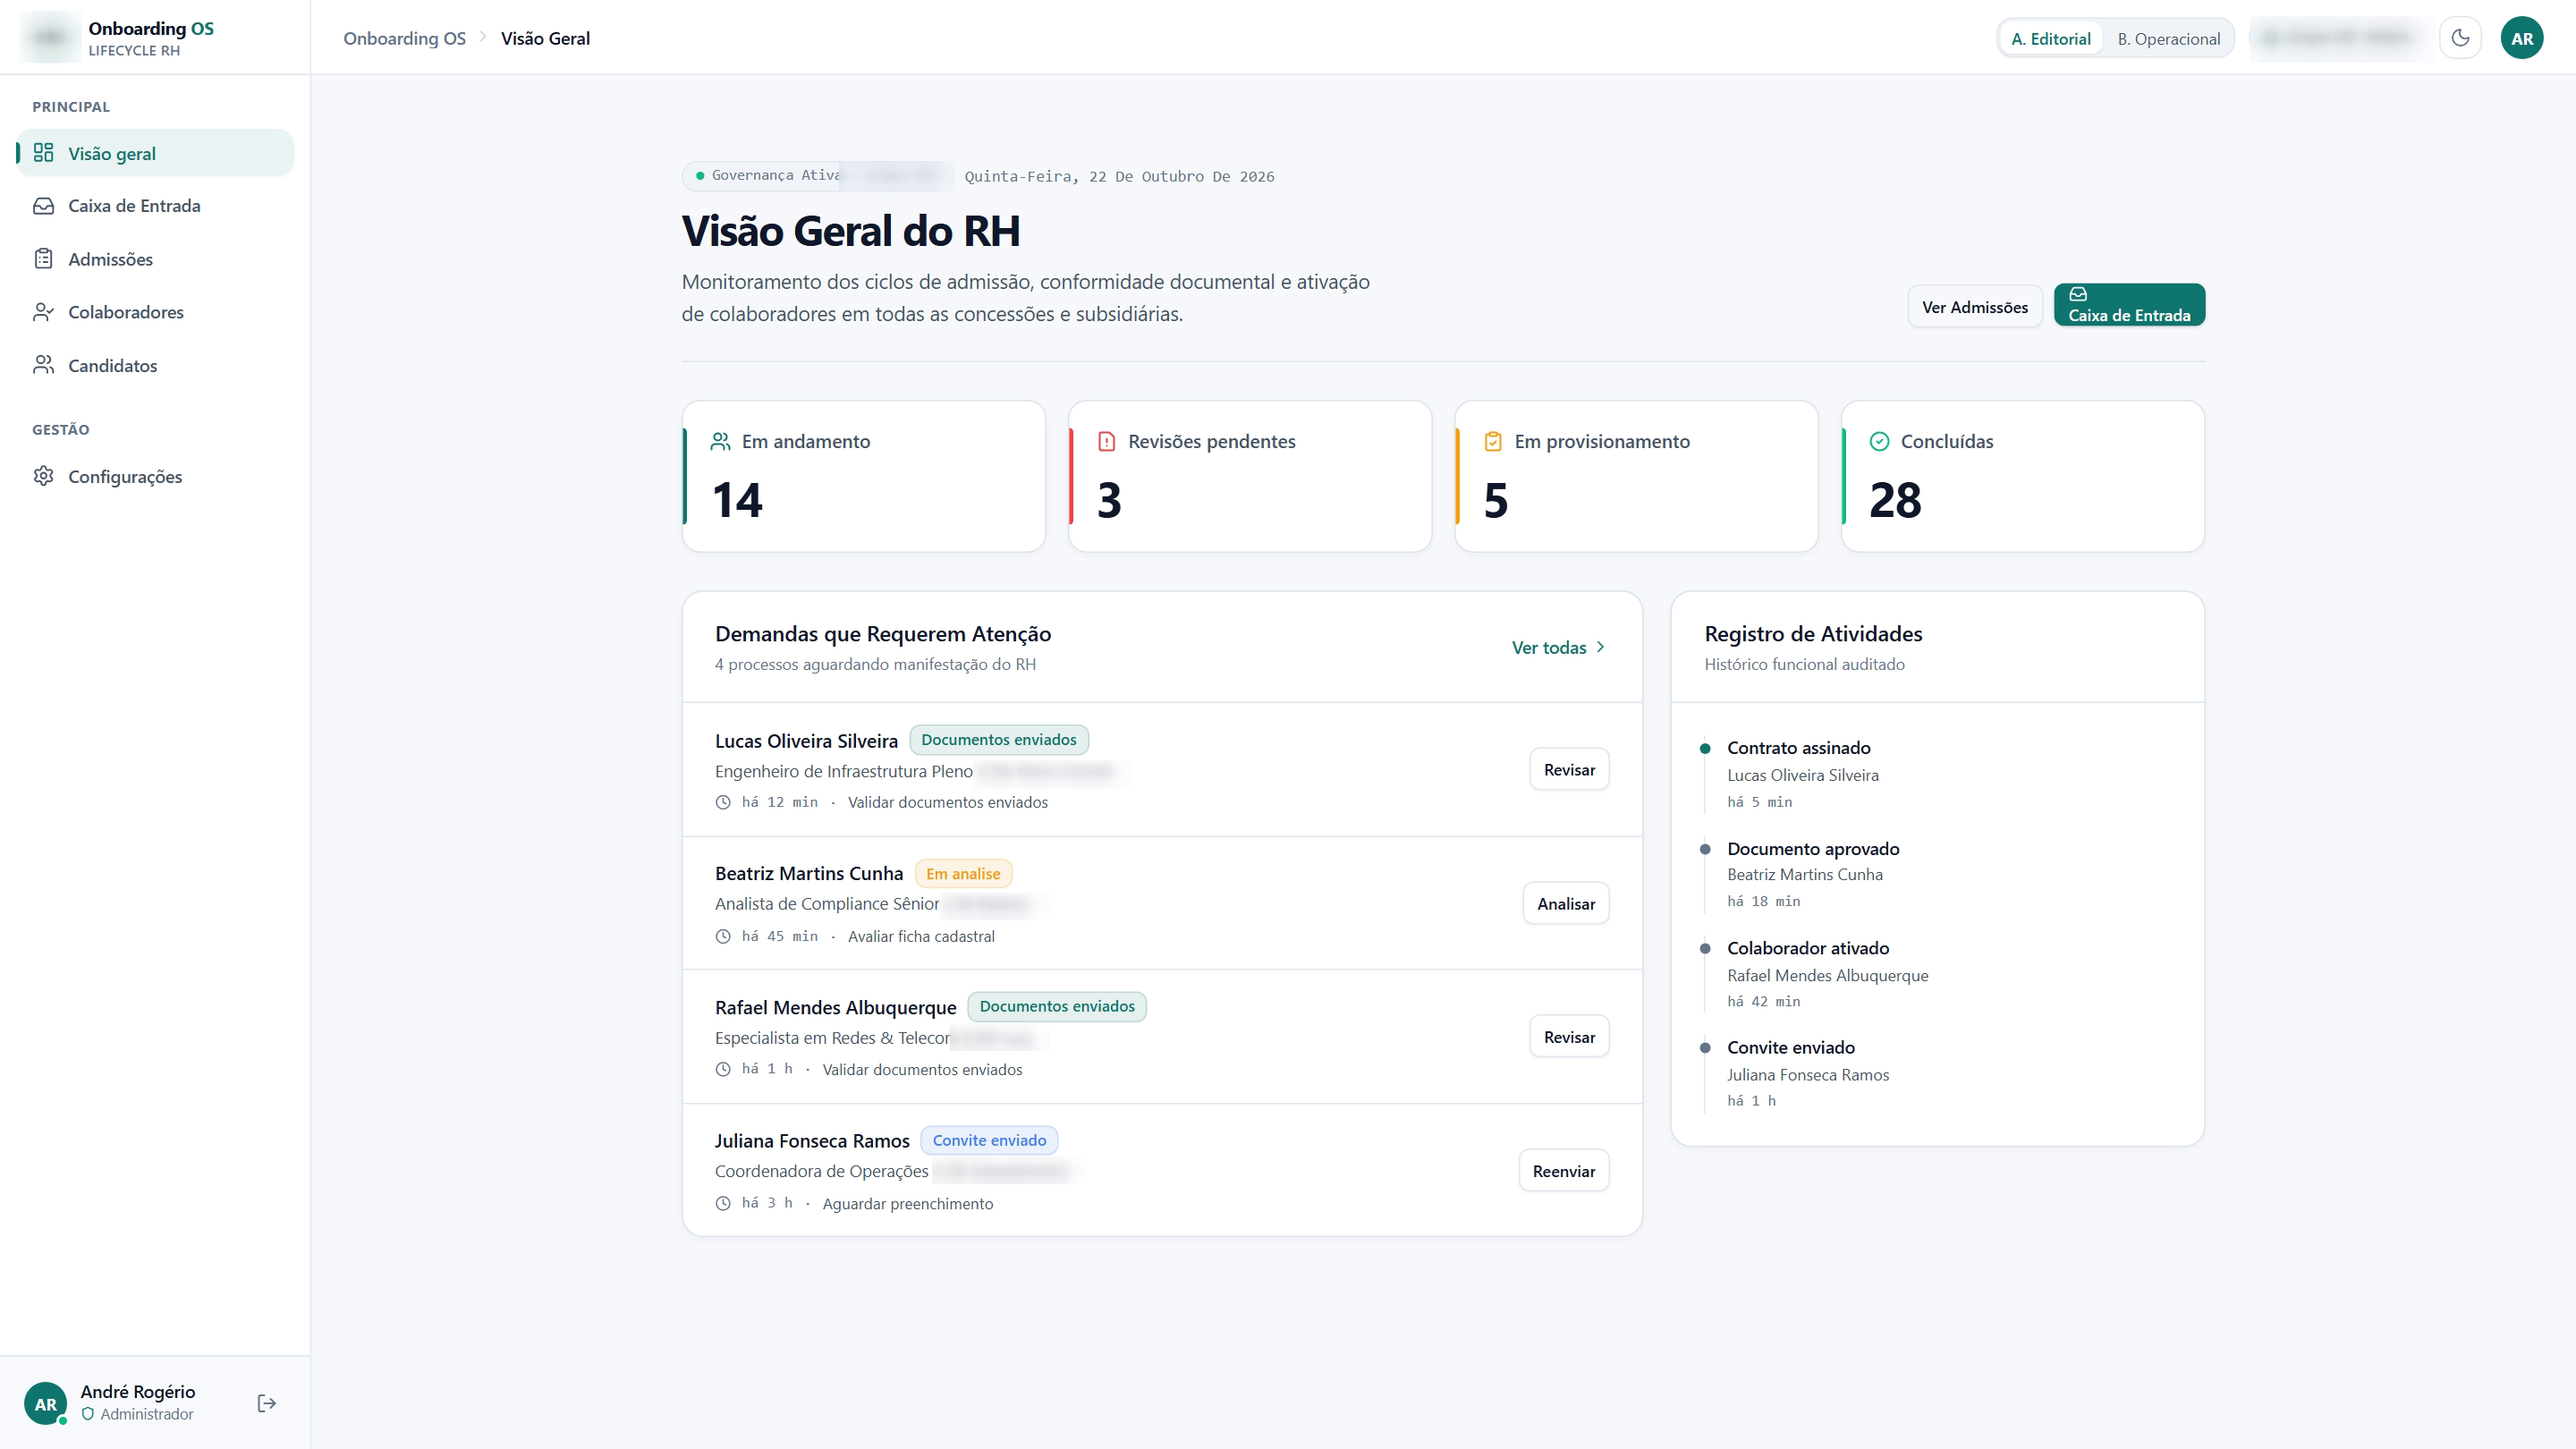 Onboarding OS
LIFECYCLE RH
Onboarding OS > Visão Geral
A. Editorial
B. Operacional
AR
PRINCIPAL
Visão geral
Caixa de Entrada
Admissões
Colaboradores
Candidatos
GESTÃO
Configurações
André Rogério
Administrador
AR
Governança Ativa
Quinta-Feira, 22 De Outubro De 2026
Visão Geral do RH
Monitoramento dos ciclos de admissão, conformidade documental e ativação
de colaboradores em todas as concessões e subsidiárias.
Ver Admissões
Caixa de Entrada
Em andamento
14
Revisões pendentes
3
Em provisionamento
5
Concluídas
28
Demandas que Requerem Atenção
4 processos aguardando manifestação do RH
Ver todas
Lucas Oliveira Silveira Documentos enviados
Engenheiro de Infraestrutura Pleno
há 12 min · Validar documentos enviados
Revisar
Beatriz Martins Cunha Em analise
Analista de Compliance Sênior
há 45 min · Avaliar ficha cadastral
Analisar
Rafael Mendes Albuquerque Documentos enviados
Especialista em Redes & Telecom
há 1 h · Validar documentos enviados
Revisar
Juliana Fonseca Ramos Convite enviado
Coordenadora de Operações
há 3 h · Aguardar preenchimento
Reenviar
Registro de Atividades
Histórico funcional auditado
Contrato assinado
Lucas Oliveira Silveira
há 5 min
Documento aprovado
Beatriz Martins Cunha
há 18 min
Colaborador ativado
Rafael Mendes Albuquerque
há 42 min
Convite enviado
Juliana Fonseca Ramos
há 1 h